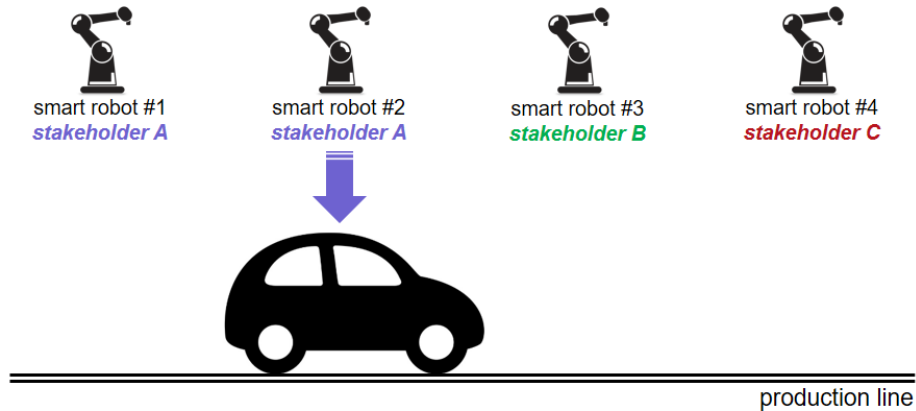 smart robot #1
stakeholder A
smart robot #2
stakeholder A
smart robot #3
stakeholder B
smart robot #4
stakeholder C
production line